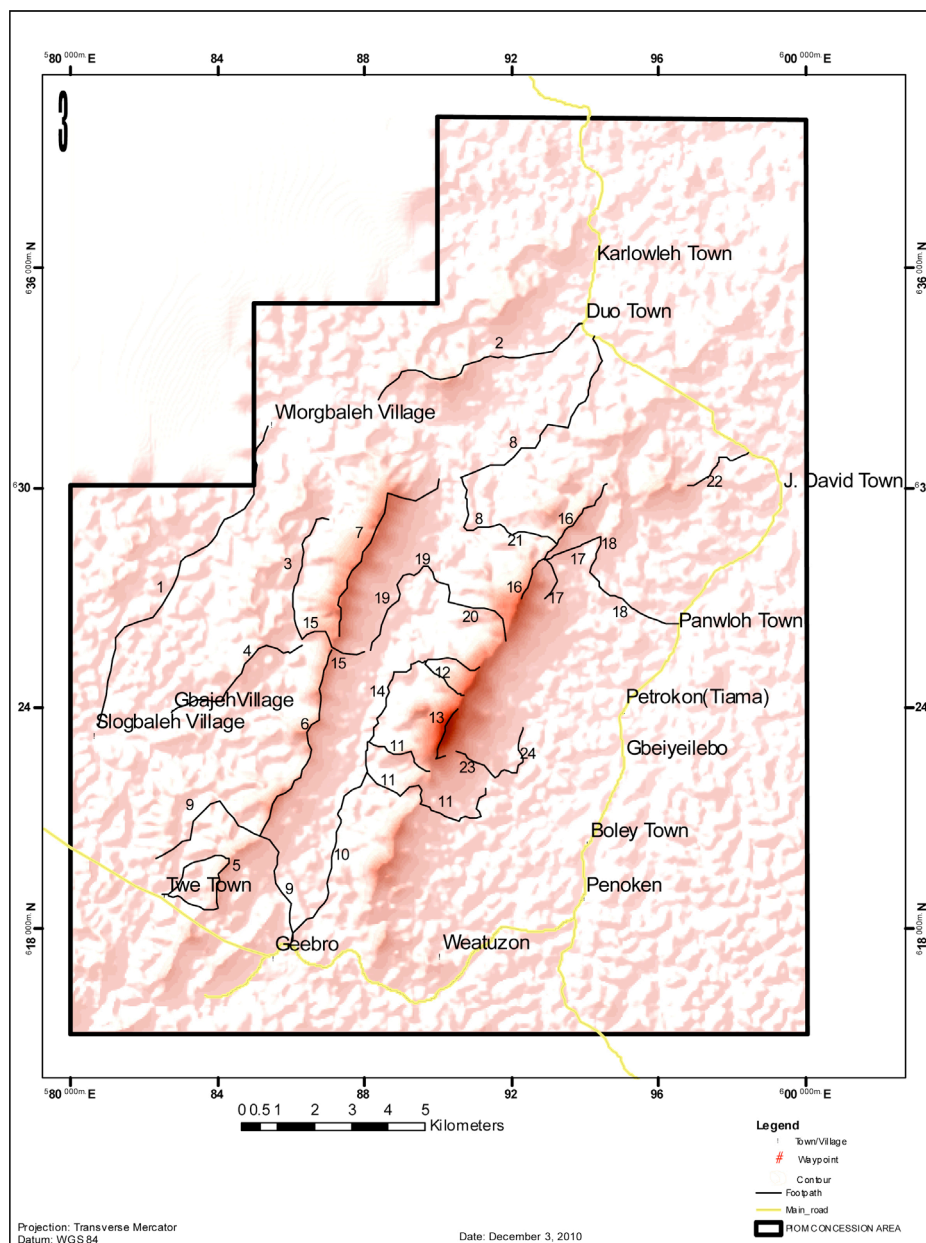 580 000m. E 84 88 92 96 600 000m. E
3
636 000m. N
Karlowleh Town
636 000m. N
Duo Town
2
Wlorgbaleh Village
8
630
J. David Town
22
7
16
8
21
18
17
3
19
16
1
19
17
18
20
Panwloh Town
15
4
15
12
14
GbajehVillage
Petrokon(Tiama)
624
Slogbaleh Village
13
24
6
11
Gbeiyeilebo
24
23
11
9
11
Boley Town
10
5
Twe Town
9
Penoken
618 000m. N
Geebro
Weatuzon
618 000m. N
580 000m. E 84 88 92 96 600 000m. E
0 0.5 1 2 3 4 5
Kilometers
Legend
Town/Village
# Waypoint
Contour
Footpath
Main_road
PIOM CONCESSION AREA
Projection: Transverse Mercator
Datum: WGS 84
Date: December 3, 2010